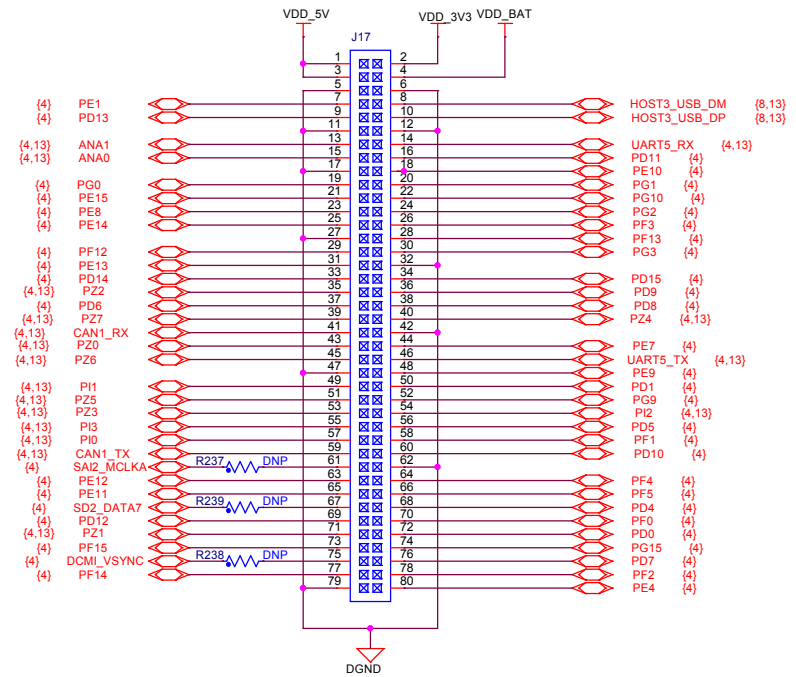 VDD_5V VDD_3V3 VDD_BAT
J17
1 2
3 4
5 6
{4} PE1 7 8 HOST3_USB_DM {8,13}
{4} PD13 9 10 HOST3_USB_DP {8,13}
11 12
{4,13} ANA1 13 14 UART5_RX {4,13}
{4,13} ANA0 15 16 PD11 {4}
17 18 PE10 {4}
{4} PG0 19 20 PG1 {4}
{4} PE15 21 22 PG10 {4}
{4} PE8 23 24 PG2 {4}
{4} PE14 25 26 PF3 {4}
27 28 PF13 {4}
{4} PF12 29 30 PG3 {4}
{4} PE13 31 32
{4} PD14 33 34 PD15 {4}
{4,13} PZ2 35 36 PD9 {4}
{4} PD6 37 38 PD8 {4}
{4,13} PZ7 39 40 PZ4 {4,13}
{4,13} CAN1_RX 41 42
{4,13} PZ0 43 44 PE7 {4}
{4,13} PZ6 45 46 UART5_TX {4,13}
47 48 PE9 {4}
{4,13} PI1 49 50 PD1 {4}
{4,13} PZ5 51 52 PG9 {4}
{4,13} PZ3 53 54 PI2 {4,13}
{4,13} PI3 55 56 PD5 {4}
{4,13} PI0 57 58 PF1 {4}
{4,13} CAN1_TX 59 60 PD10 {4}
{4} SAI2_MCLKA R237 DNP 61 62
{4} PE12 63 64 PF4 {4}
{4} PE11 65 66 PF5 {4}
{4} SD2_DATA7 R239 DNP 67 68 PD4 {4}
{4} PD12 69 70 PF0 {4}
{4,13} PZ1 71 72 PD0 {4}
{4} PF15 73 74 PG15 {4}
{4} DCMI_VSYNC R238 DNP 75 76 PD7 {4}
{4} PF14 77 78 PF2 {4}
79 80 PE4 {4}
DGND